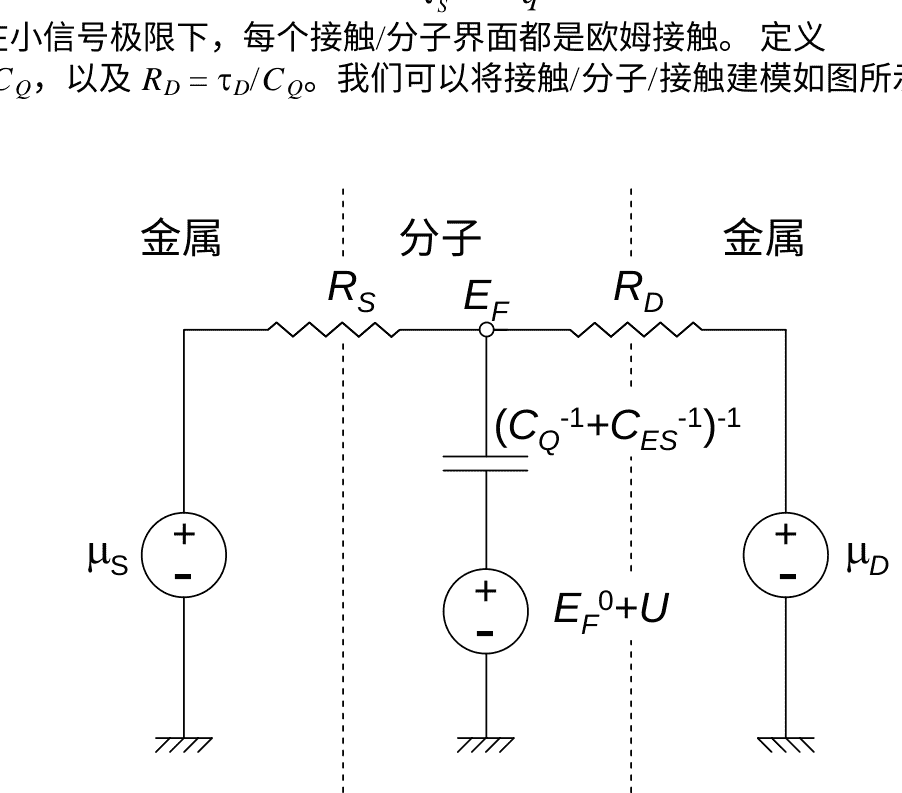 小信号极限下，每个接触/分子界面都是欧姆接触。 定义
C_Q，以及 R_D = τ_D/C_Q。我们可以将接触/分子/接触建模如图所
金属 分子 金属
R_S E_F R_D
(C_Q^-1+C_ES^-1)^-1
+ + 
μ_S - - μ_D
+ E_F^0+U
-